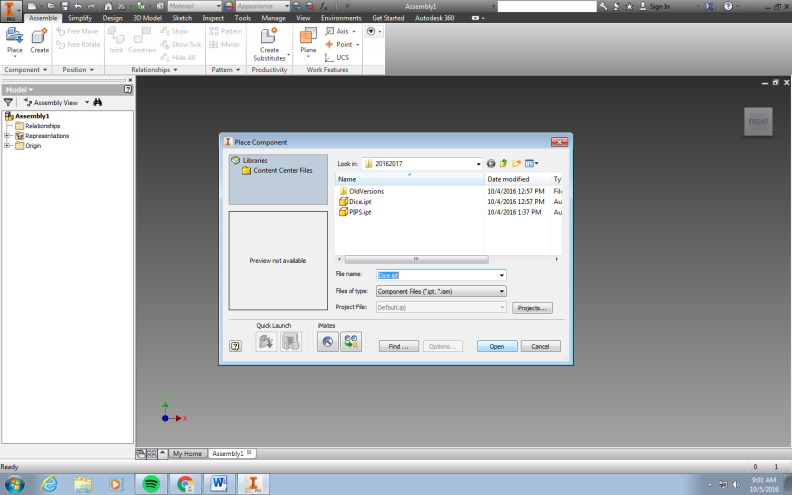 PRO
Material
Appearance
Assembly1
Sign In
Assemble Simplify Design 3D Model Sketch Inspect Tools Manage View Environments Get Started Autodesk 360
Place
Create
Free Move
Free Rotate
Joint
Constrain
Show
Show Sick
Hide All
Pattern
Mirror
Create
Substitutes
Plane
Axis
Point
UCS
Component Position Relationships Pattern Productivity Work Features
Model
Assembly View
Assembly1
Relationships
Representations
Origin
FRONT
Place Component
Libraries
Content Center Files
Look in: 20162017
Name Date modified Ty
OldVersions 10/4/2016 12:57 PM File
Dice.ipt 10/4/2016 12:57 PM Au
PIPS.ipt 10/4/2016 1:37 PM Au
Preview not available
File name: Dice.ipt
Files of type: Component Files (*.ipt; *.iam)
Project File: Default.ipj Projects...
Quick Launch iMates
Find ... Options... Open Cancel
X
My Home Assembly1
Ready 0 1
9:01 AM
10/5/2016